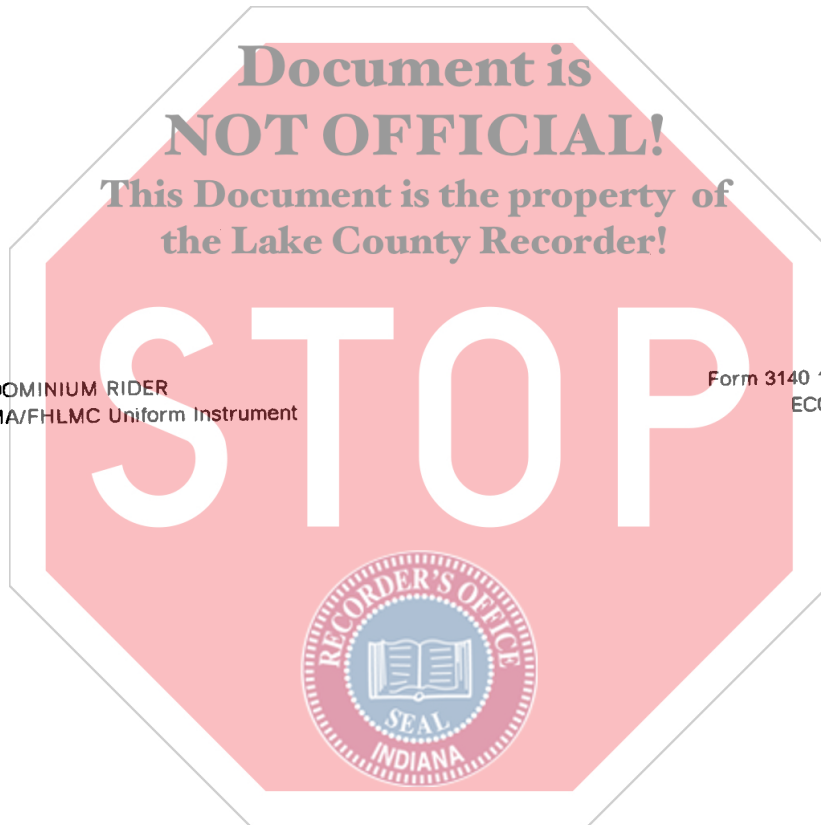 Document is
NOT OFFICIAL!
This Document is the property of
the Lake County Recorder!
STOP
DOMINIUM RIDER
MA/FHLMC Uniform Instrument
Form 3140
ECO
RECORDER'S OFFICE
SEAL
INDIANA